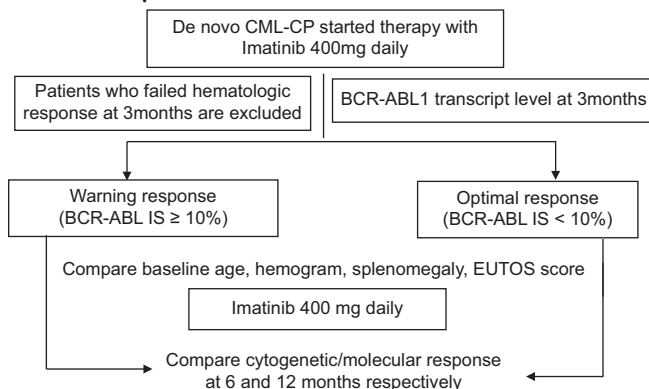 De novo CML-CP started therapy with
Imatinib 400mg daily
Patients who failed hematologic
response at 3months are excluded
BCR-ABL1 transcript level at 3months
Warning response
(BCR-ABL IS ≥ 10%)
Optimal response
(BCR-ABL IS < 10%)
Compare baseline age, hemogram, splenomegaly, EUTOS score
Imatinib 400 mg daily
Compare cytogenetic/molecular response
at 6 and 12 months respectively